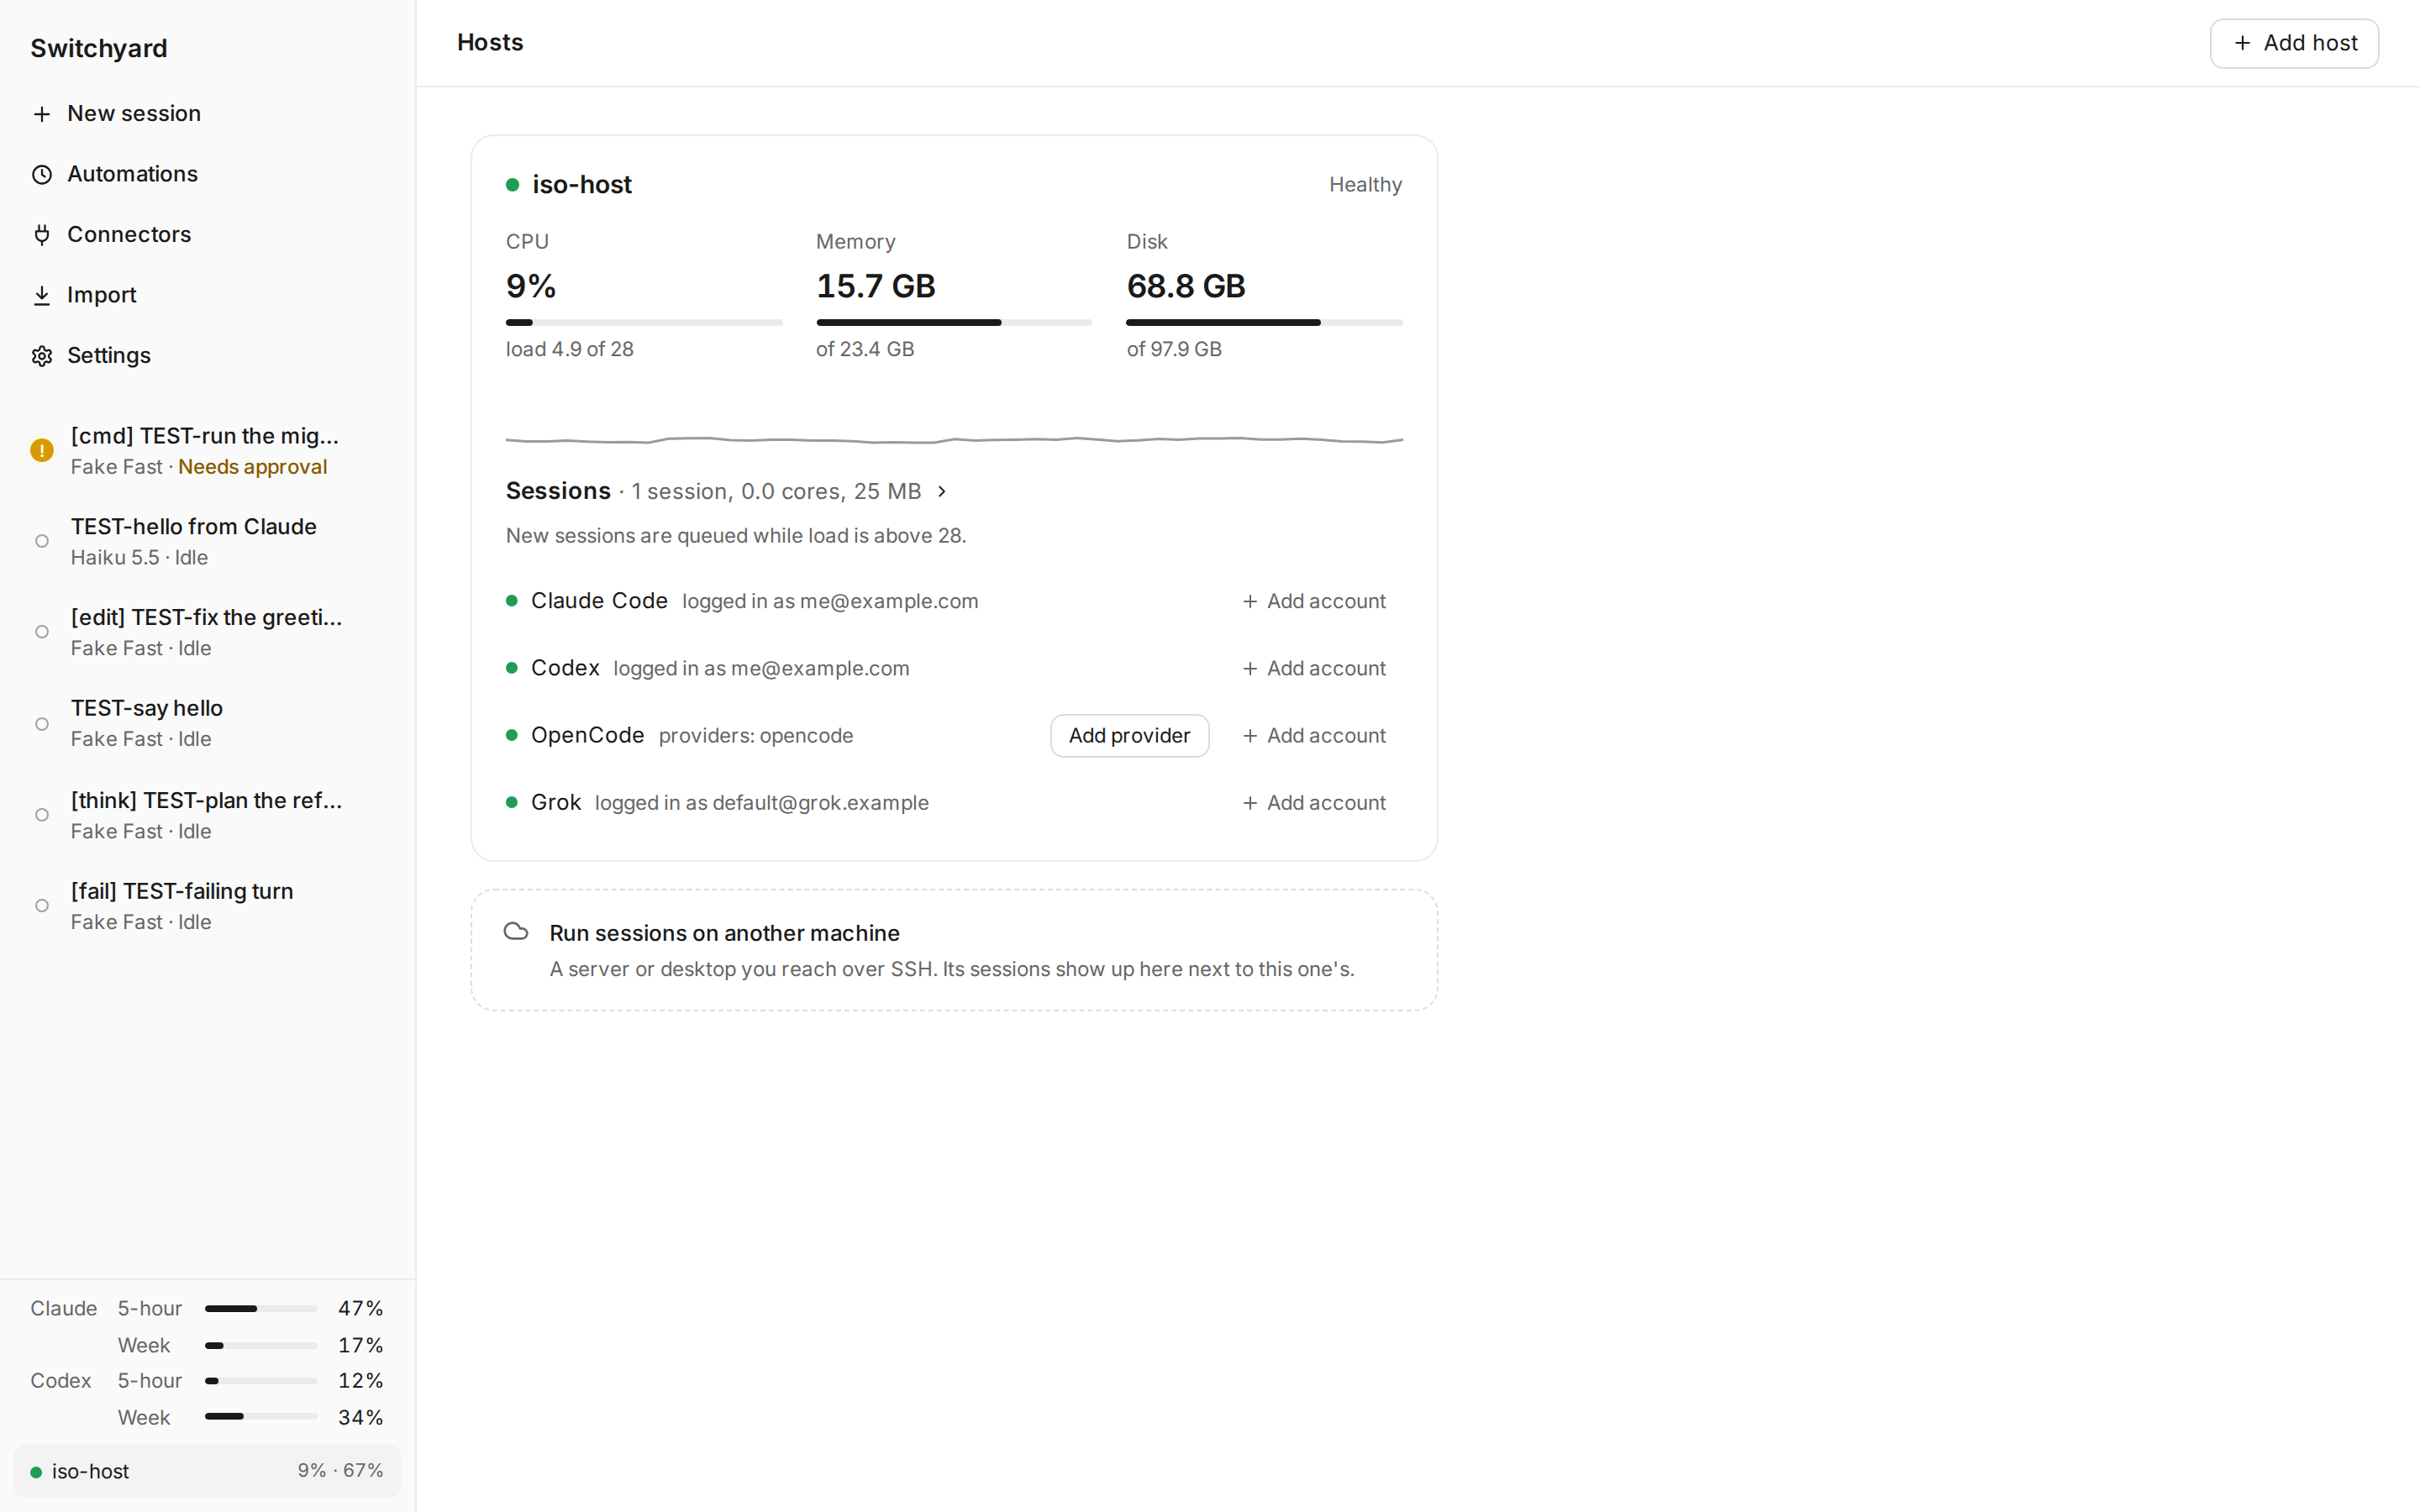 Switchyard
New session
Automations
Connectors
Import
Settings
[cmd] TEST-run the mig...
Fake Fast · Needs approval
TEST-hello from Claude
Haiku 5.5 · Idle
[edit] TEST-fix the greeti...
Fake Fast · Idle
TEST-say hello
Fake Fast · Idle
[think] TEST-plan the ref...
Fake Fast · Idle
[fail] TEST-failing turn
Fake Fast · Idle
Claude 5-hour 47%
Week 17%
Codex 5-hour 12%
Week 34%
iso-host 9% · 67%
Hosts
+ Add host
iso-host Healthy
CPU Memory Disk
9% 15.7 GB 68.8 GB
load 4.9 of 28 of 23.4 GB of 97.9 GB
Sessions · 1 session, 0.0 cores, 25 MB >
New sessions are queued while load is above 28.
Claude Code logged in as me@example.com + Add account
Codex logged in as me@example.com + Add account
OpenCode providers: opencode Add provider + Add account
Grok logged in as default@grok.example + Add account
Run sessions on another machine
A server or desktop you reach over SSH. Its sessions show up here next to this one's.